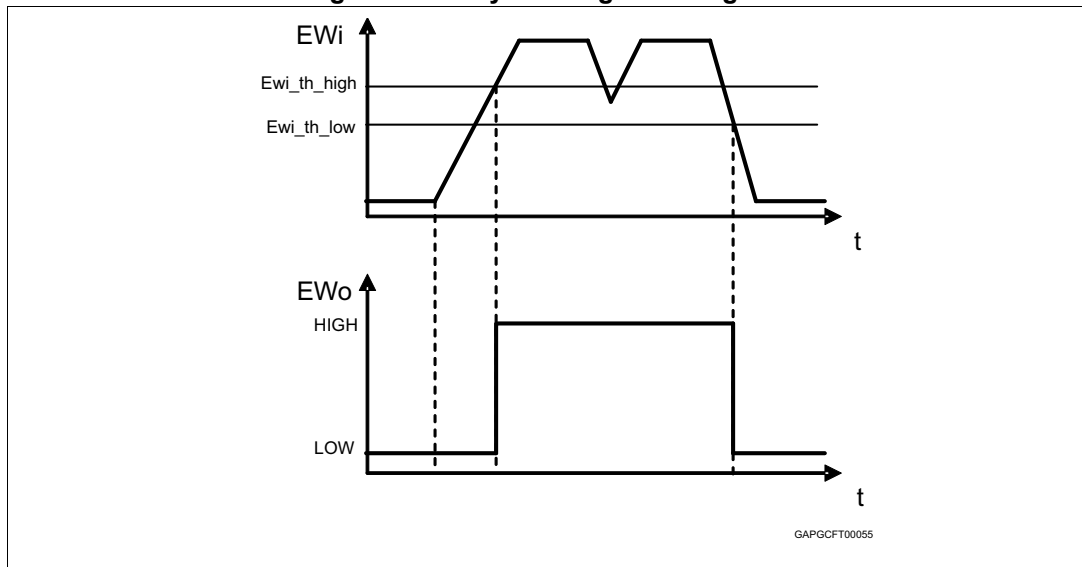 EWi
Ewi_th_high
Ewi_th_low
t
EWo
HIGH
LOW
t
GAPGCFT00055